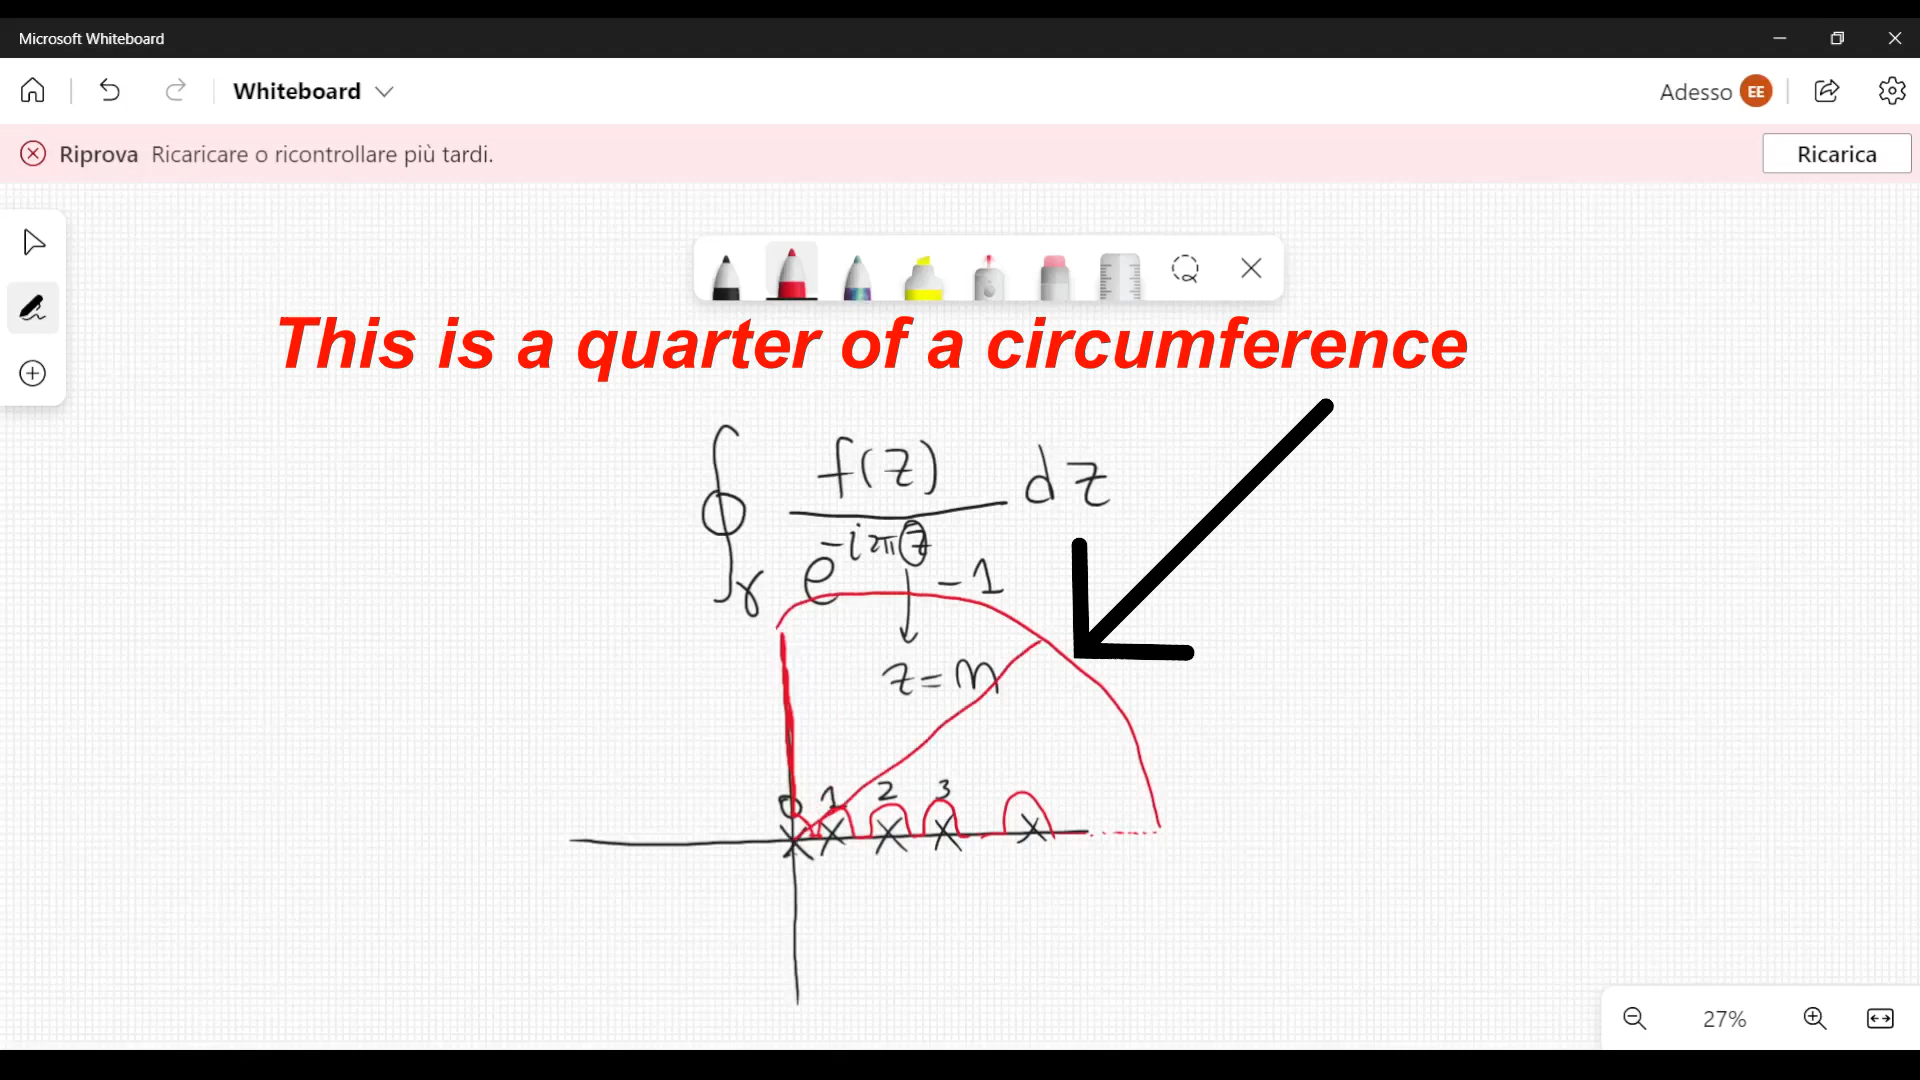 Microsoft Whiteboard
Whiteboard
Adesso EE
Riprova Ricaricare o ricontrollare più tardi.
Ricarica
This is a quarter of a circumference
∮γ f(z) / (e^{-iπz} - 1) dz
z = n
0 1 2 3
27%